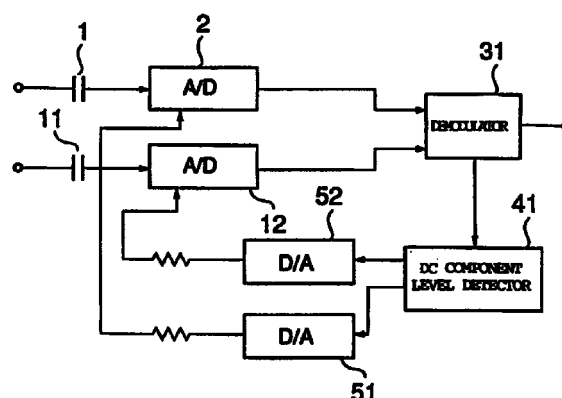 1
2
A/D
31
DEMODULATOR
11
A/D
12
52
41
D/A
DC COMPONENT
LEVEL DETECTOR
D/A
51